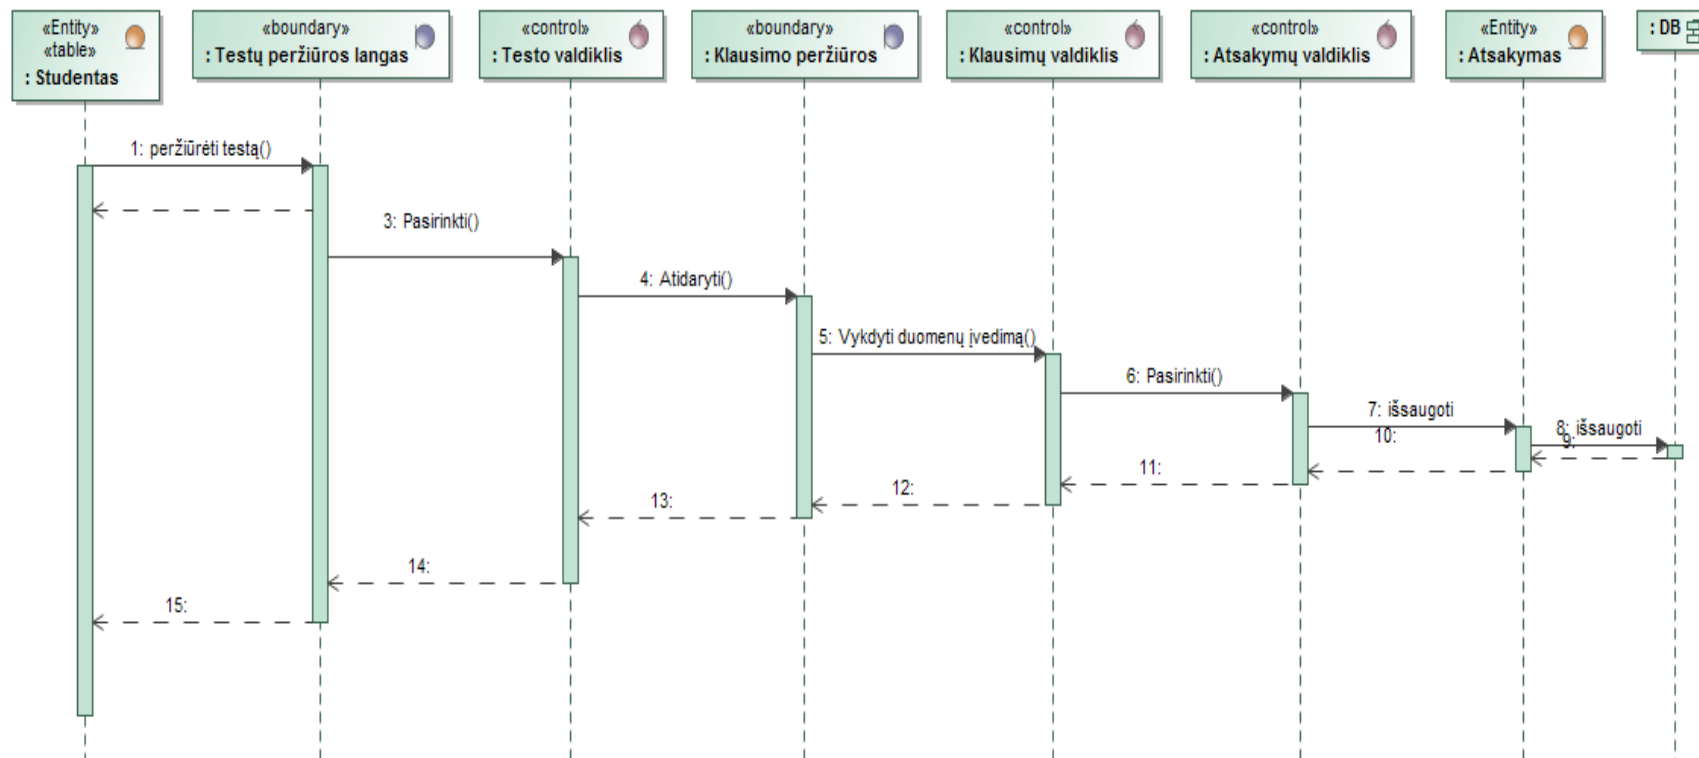 «Entity»
«table»
: Studentas
«boundary»
: Testų peržiūros langas
«control»
: Testo valdiklis
«boundary»
: Klausimo peržiūros
«control»
: Klausimų valdiklis
«control»
: Atsakymų valdiklis
«Entity»
: Atsakymas
: DB
1: peržiūrėti testą()
3: Pasirinkti()
4: Atidaryti()
5: Vykdyti duomenų įvedimą()
6: Pasirinkti()
7: išsaugoti
8: išsaugoti
9:
10:
11:
12:
13:
14:
15: